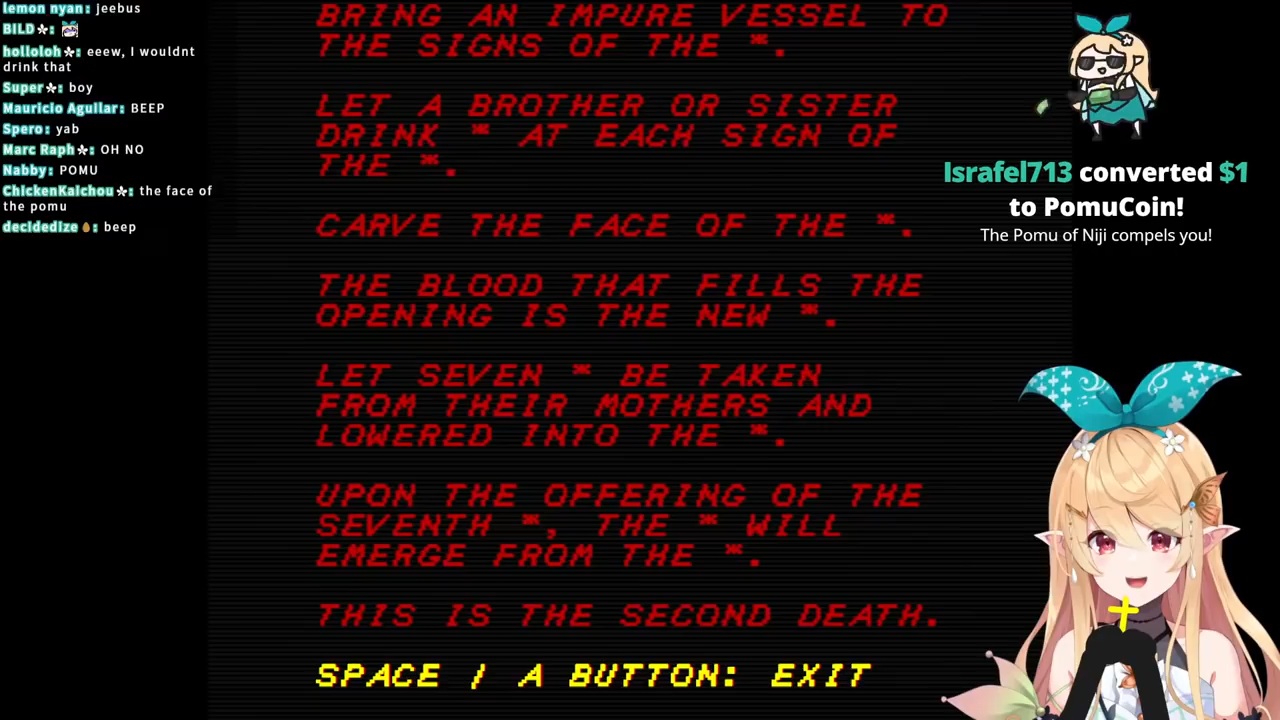 lemon nyan: jeebus
BILD:
holloloh: eeew, I wouldnt
drink that
Super: boy
Mauricio Aguilar: BEEP
Spero: yab
Marc Raph: OH NO
Nabby: POMU
ChickenKaichou: the face of
the pomu
decidedize: beep
BRING AN IMPURE VESSEL TO
THE SIGNS OF THE *.
LET A BROTHER OR SISTER
DRINK * AT EACH SIGN OF
THE *.
CARVE THE FACE OF THE *.
THE BLOOD THAT FILLS THE
OPENING IS THE NEW *.
LET SEVEN * BE TAKEN
FROM THEIR MOTHERS AND
LOWERED INTO THE *.
UPON THE OFFERING OF THE
SEVENTH *, THE * WILL
EMERGE FROM THE *.
THIS IS THE SECOND DEATH.
SPACE / A BUTTON: EXIT
Israfel713 converted $1
to PomuCoin!
The Pomu of Niji compels you!